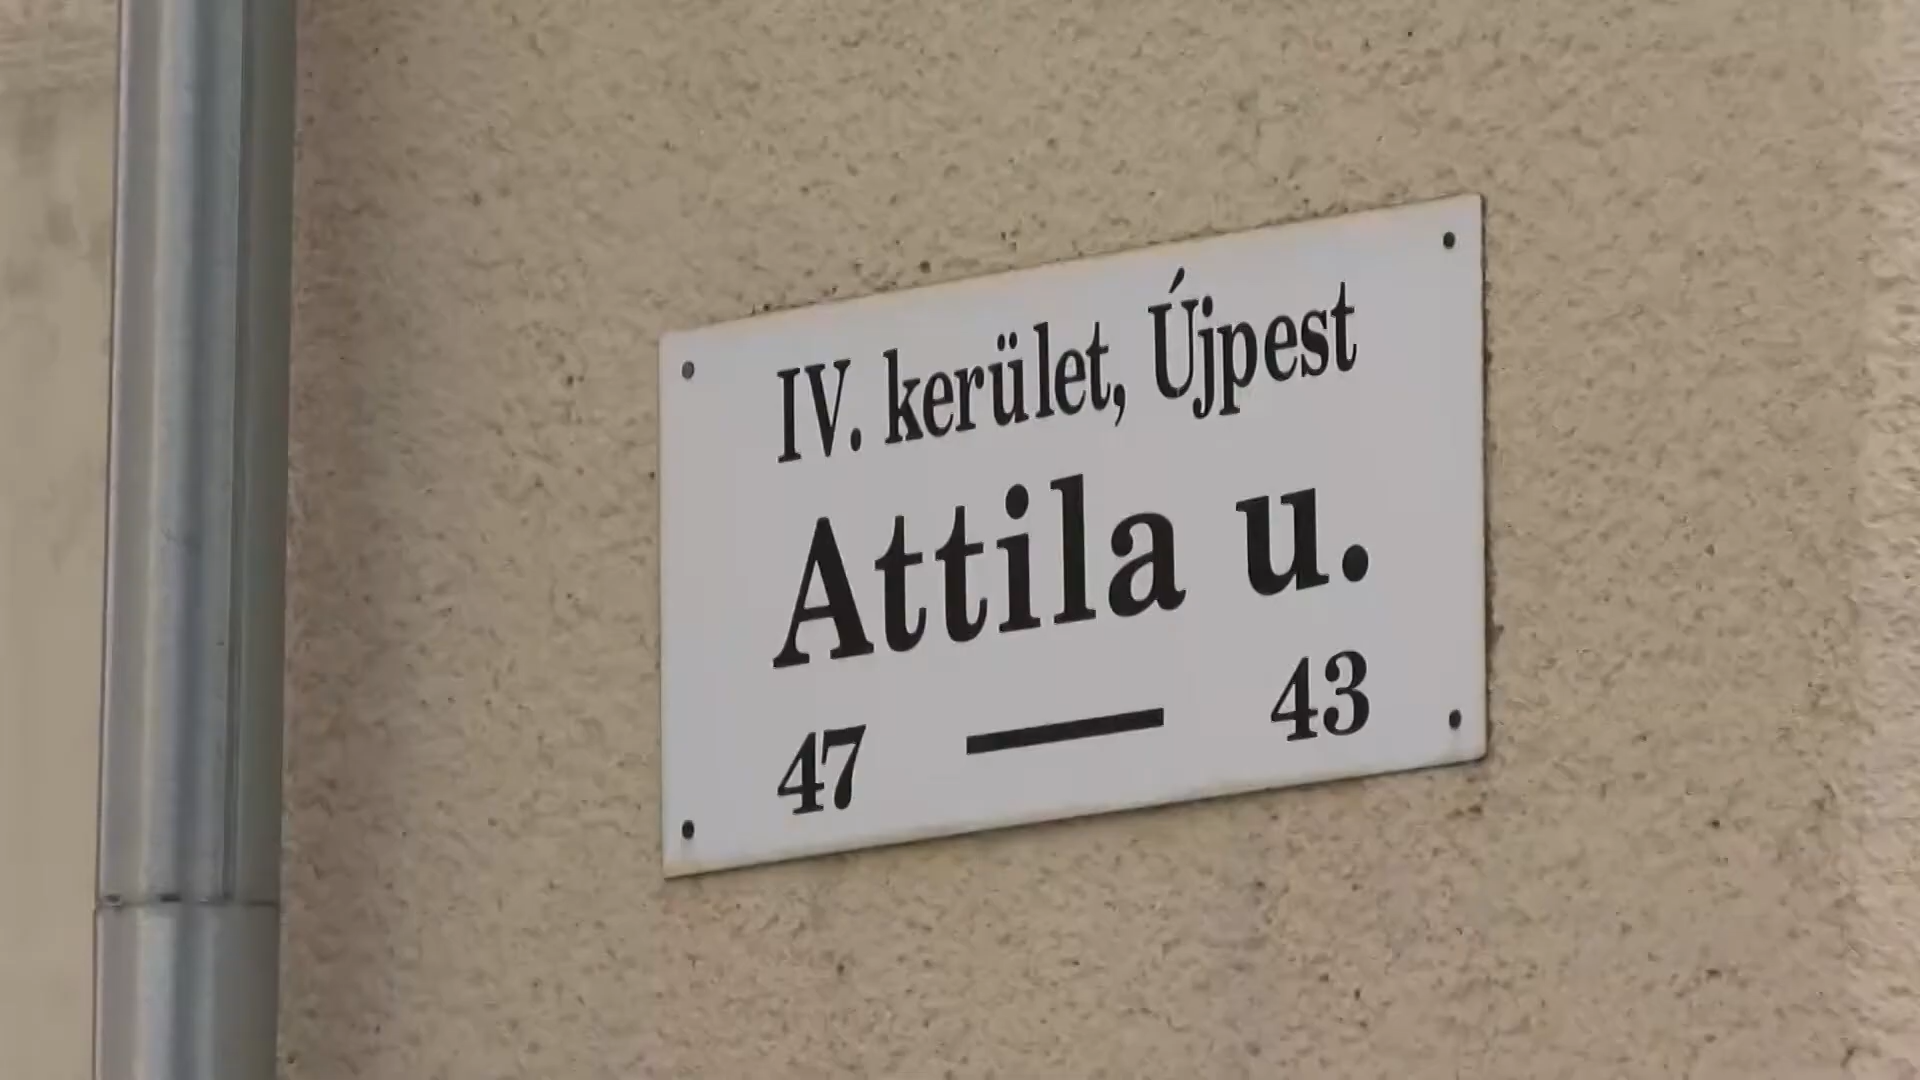 IV. kerület, Újpest
Attila u.
47 — 43